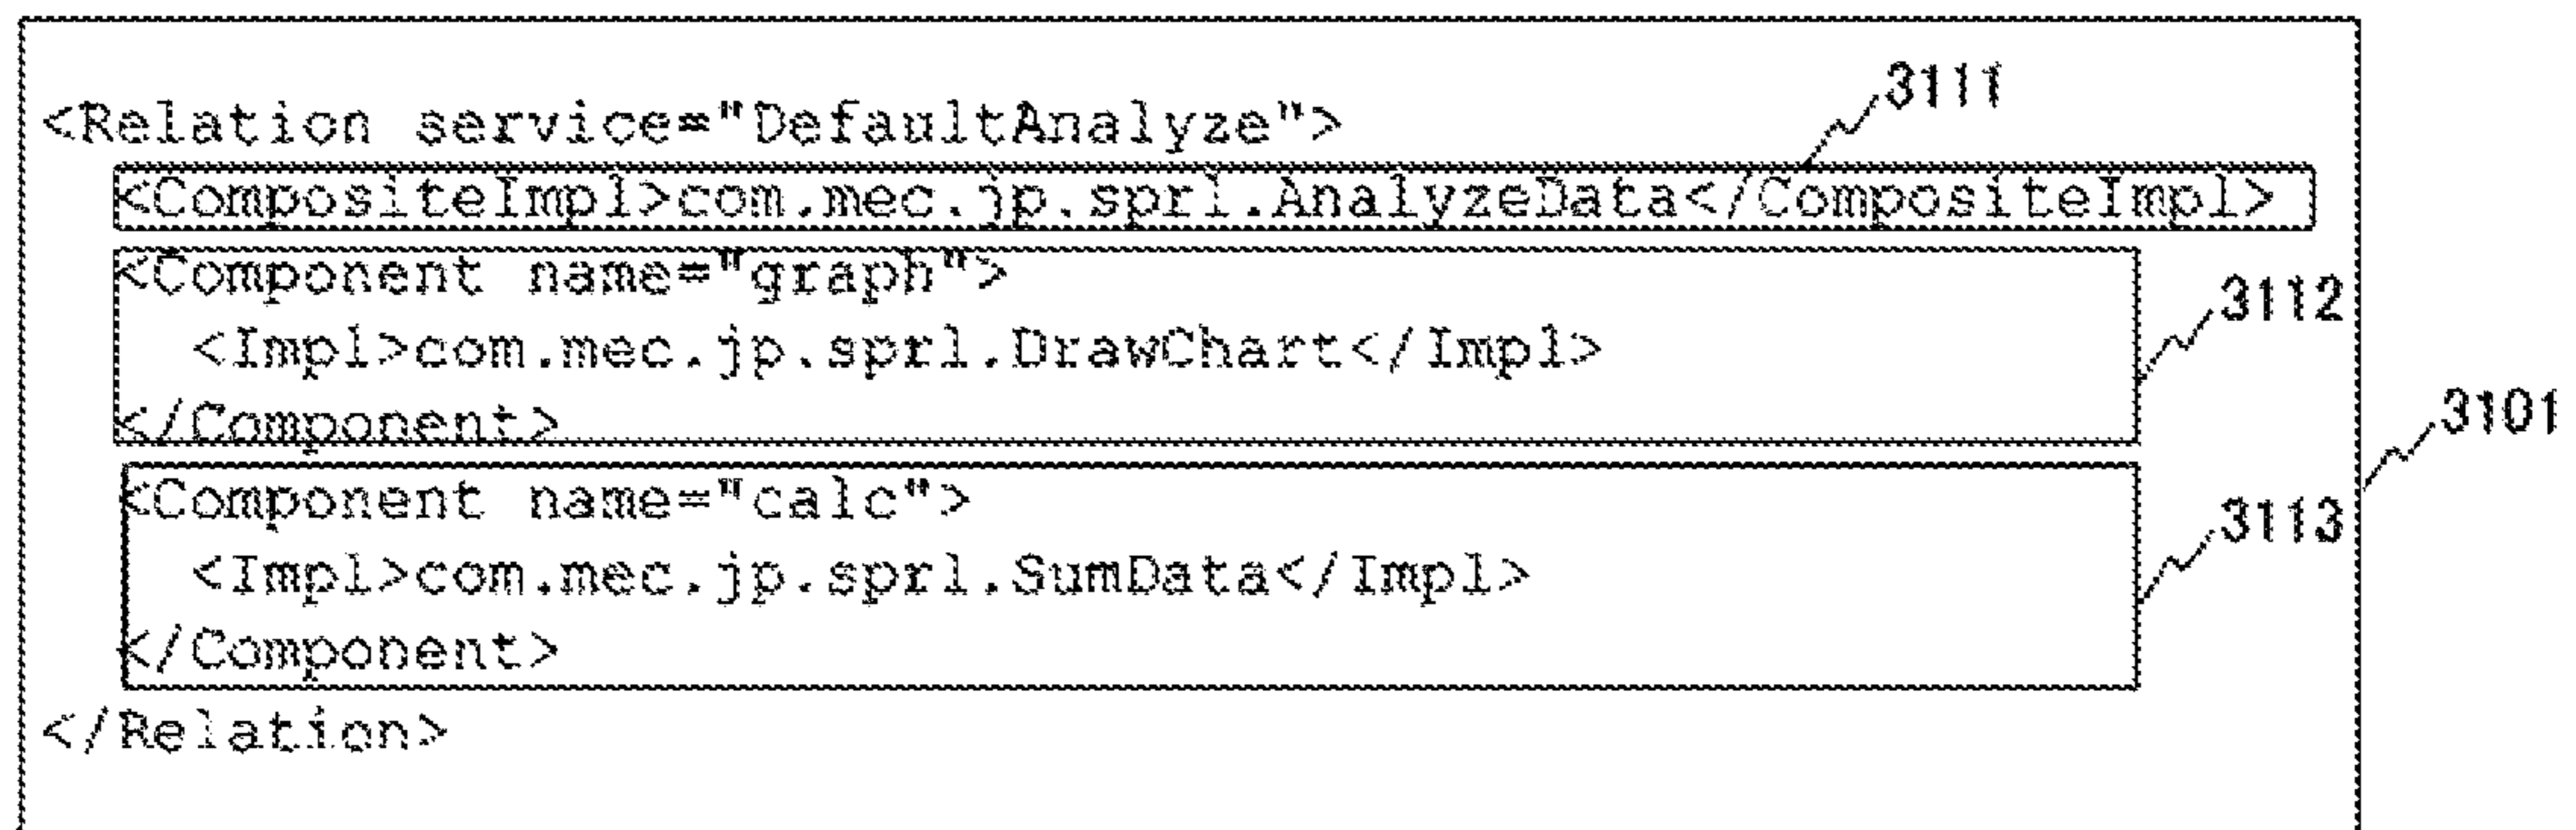 3111
<Relation service="DefaultAnalyze">
<CompositeImpl>com.mec.jp.sprl.AnalyzeData</CompositeImpl>
<Component name="graph">
3112
<Impl>com.mec.jp.sprl.DrawChart</Impl>
</Component>
3101
<Component name="calc">
3113
<Impl>com.mec.jp.sprl.SumData</Impl>
</Component>
</Relation>